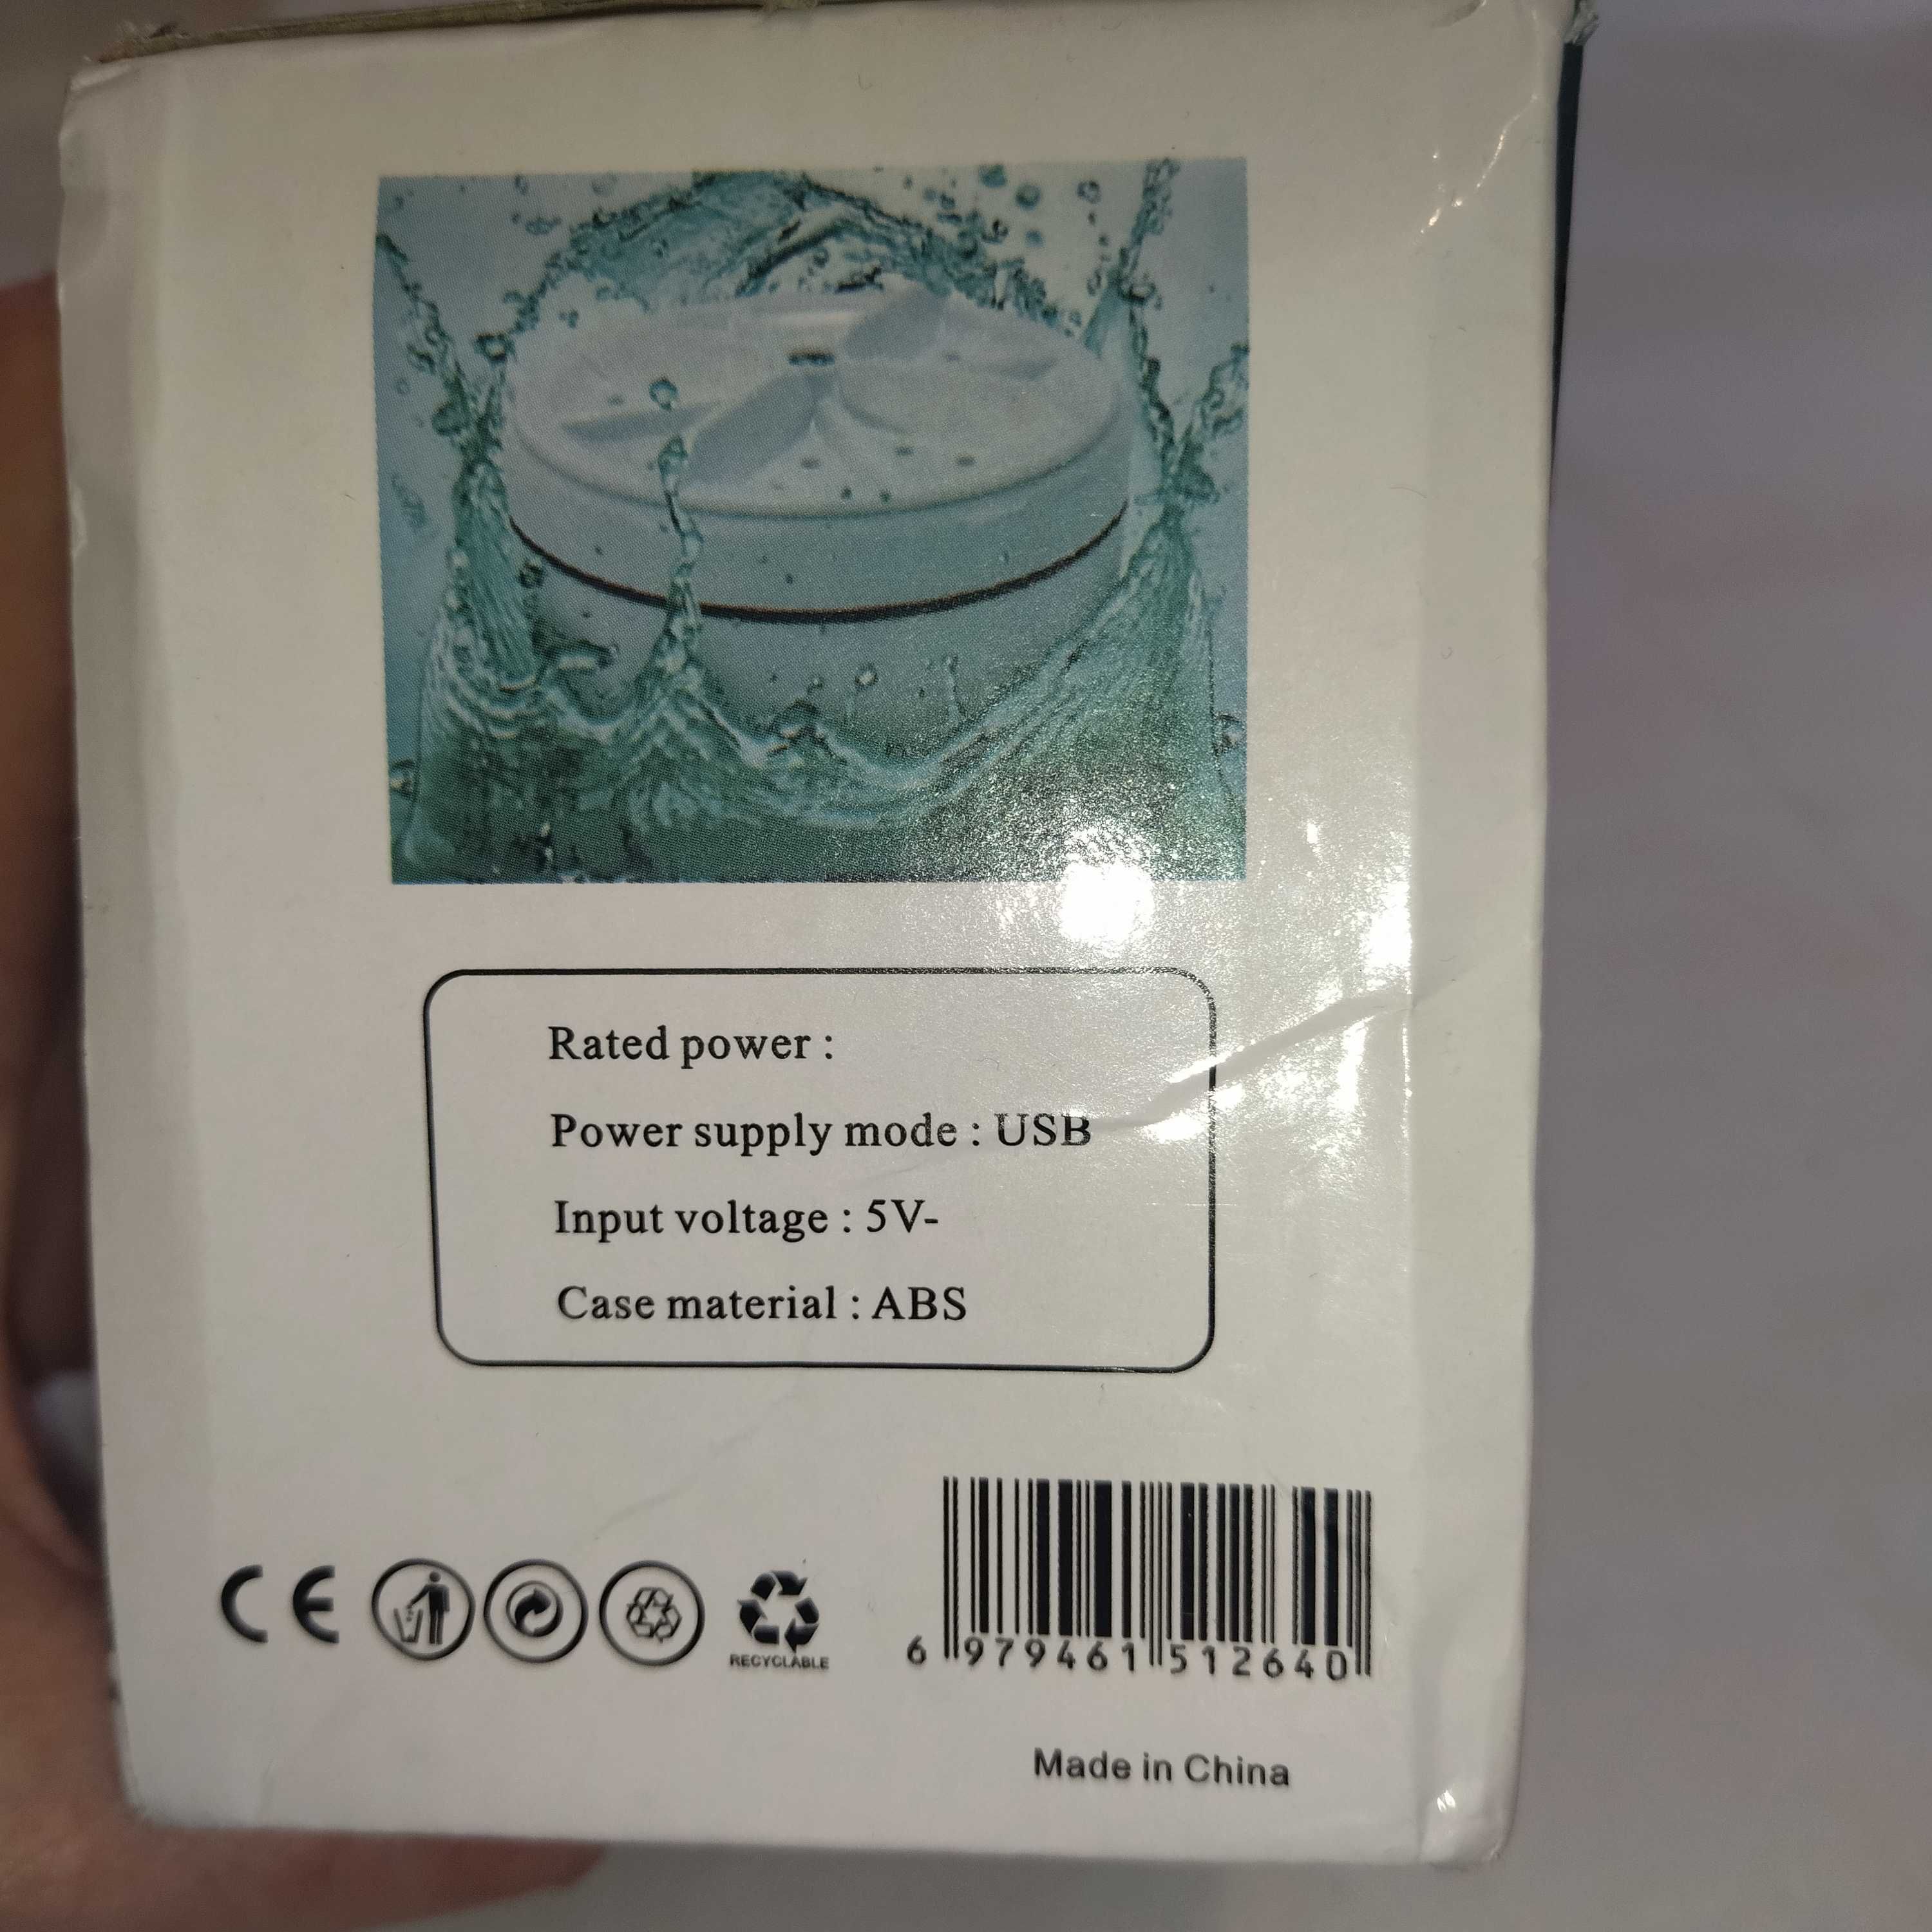 Rated power :
Power supply mode : USB
Input voltage : 5V-
Case material : ABS
CE
RECYCLABLE
6 979461 512640
Made in China